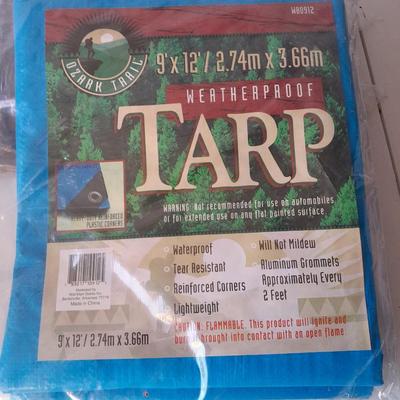 W80912
OZARK TRAIL
9' x 12' / 2.74m x 3.66m
WEATHERPROOF
TARP
WARNING: Not recommended for use on automobiles
or for extended use on any flat painted surface.
PLASTIC CORNERS
Waterproof
Tear Resistant
Reinforced Corners
Lightweight
Will Not Mildew
Aluminum Grommets
Approximately Every
2 Feet
Made in China
9' x 12' / 2.74m x 3.66m
CAUTION: FLAMMABLE. This product will ignite and
burn if brought into contact with an open flame.